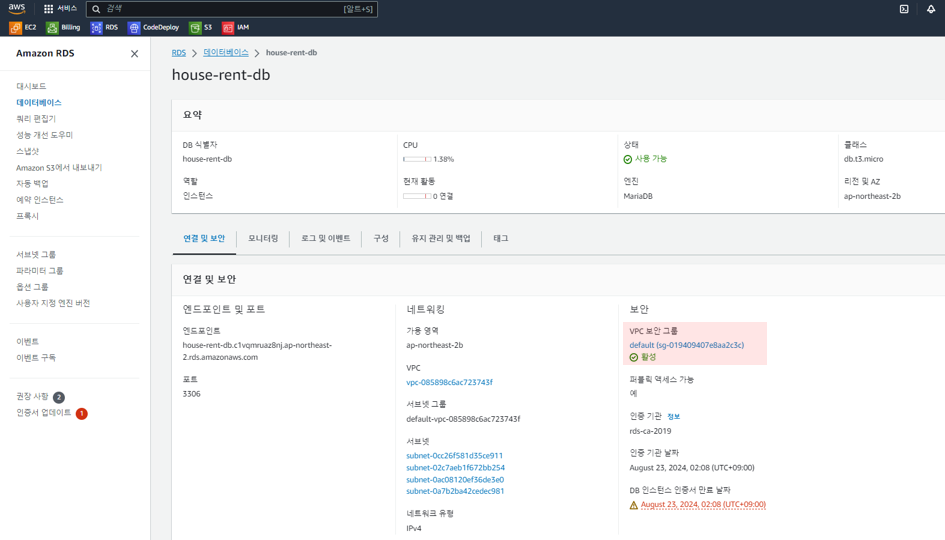 aws
서비스
검색
[알트+S]
EC2
Billing
RDS
CodeDeploy
S3
IAM
Amazon RDS
대시보드
데이터베이스
쿼리 편집기
성능 개선 도우미
스냅샷
Amazon S3에서 내보내기
자동 백업
예약 인스턴스
프록시
서브넷 그룹
파라미터 그룹
옵션 그룹
사용자 지정 엔진 버전
이벤트
이벤트 구독
권장 사항 2
인증서 업데이트 1
RDS > 데이터베이스 > house-rent-db
house-rent-db
요약
DB 식별자
house-rent-db
CPU
1.38%
상태
사용 가능
클래스
db.t3.micro
역할
인스턴스
현재 활동
0 연결
엔진
MariaDB
리전 및 AZ
ap-northeast-2b
연결 및 보안
모니터링
로그 및 이벤트
구성
유지 관리 및 백업
태그
연결 및 보안
엔드포인트 및 포트
엔드포인트
house-rent-db.c1vqmruaz8nj.ap-northeast-
2.rds.amazonaws.com
포트
3306
네트워킹
가용 영역
ap-northeast-2b
VPC
vpc-085898c6ac723743f
서브넷 그룹
default-vpc-085898c6ac723743f
서브넷
subnet-0cc26f581d35ce911
subnet-02c7aeb1f672bb254
subnet-0ac08120ef36de3e0
subnet-0a7b2ba42cedec981
네트워크 유형
IPv4
보안
VPC 보안 그룹
default (sg-019409407e8aa2c3c)
활성
퍼블릭 액세스 가능
예
인증 기관 정보
rds-ca-2019
인증 기관 날짜
August 23, 2024, 02:08 (UTC+09:00)
DB 인스턴스 인증서 만료 날짜
August 23, 2024, 02:08 (UTC+09:00)